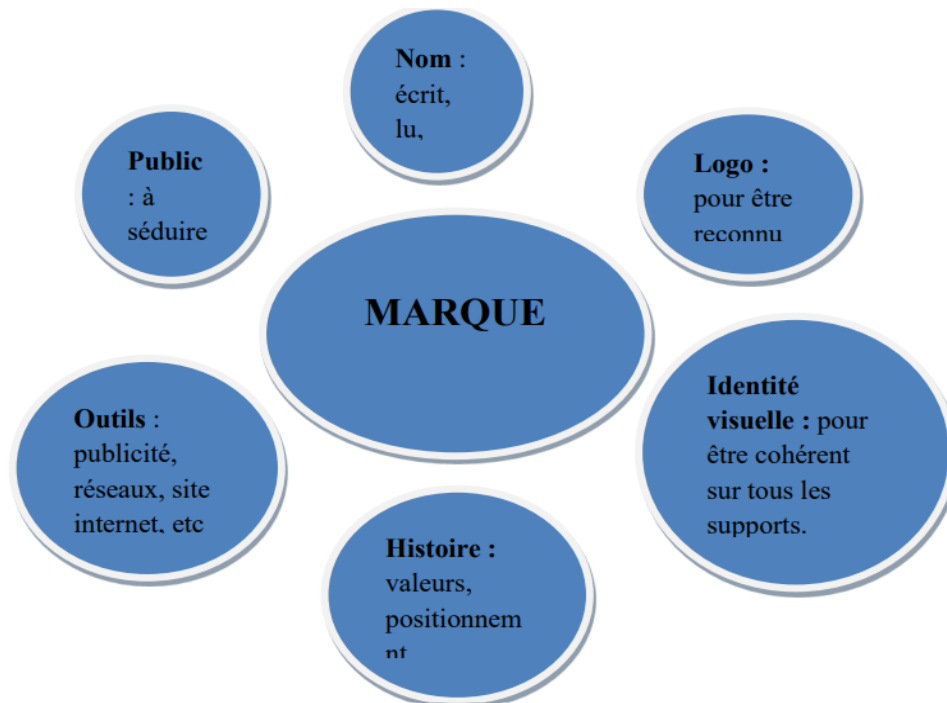 Nom :
écrit,
lu,
Public
: à
séduire
Logo :
pour être
reconnu
MARQUE
Identité
visuelle : pour
être cohérent
sur tous les
supports.
Outils :
publicité,
réseaux, site
internet, etc
Histoire :
valeurs,
positionnem
nt